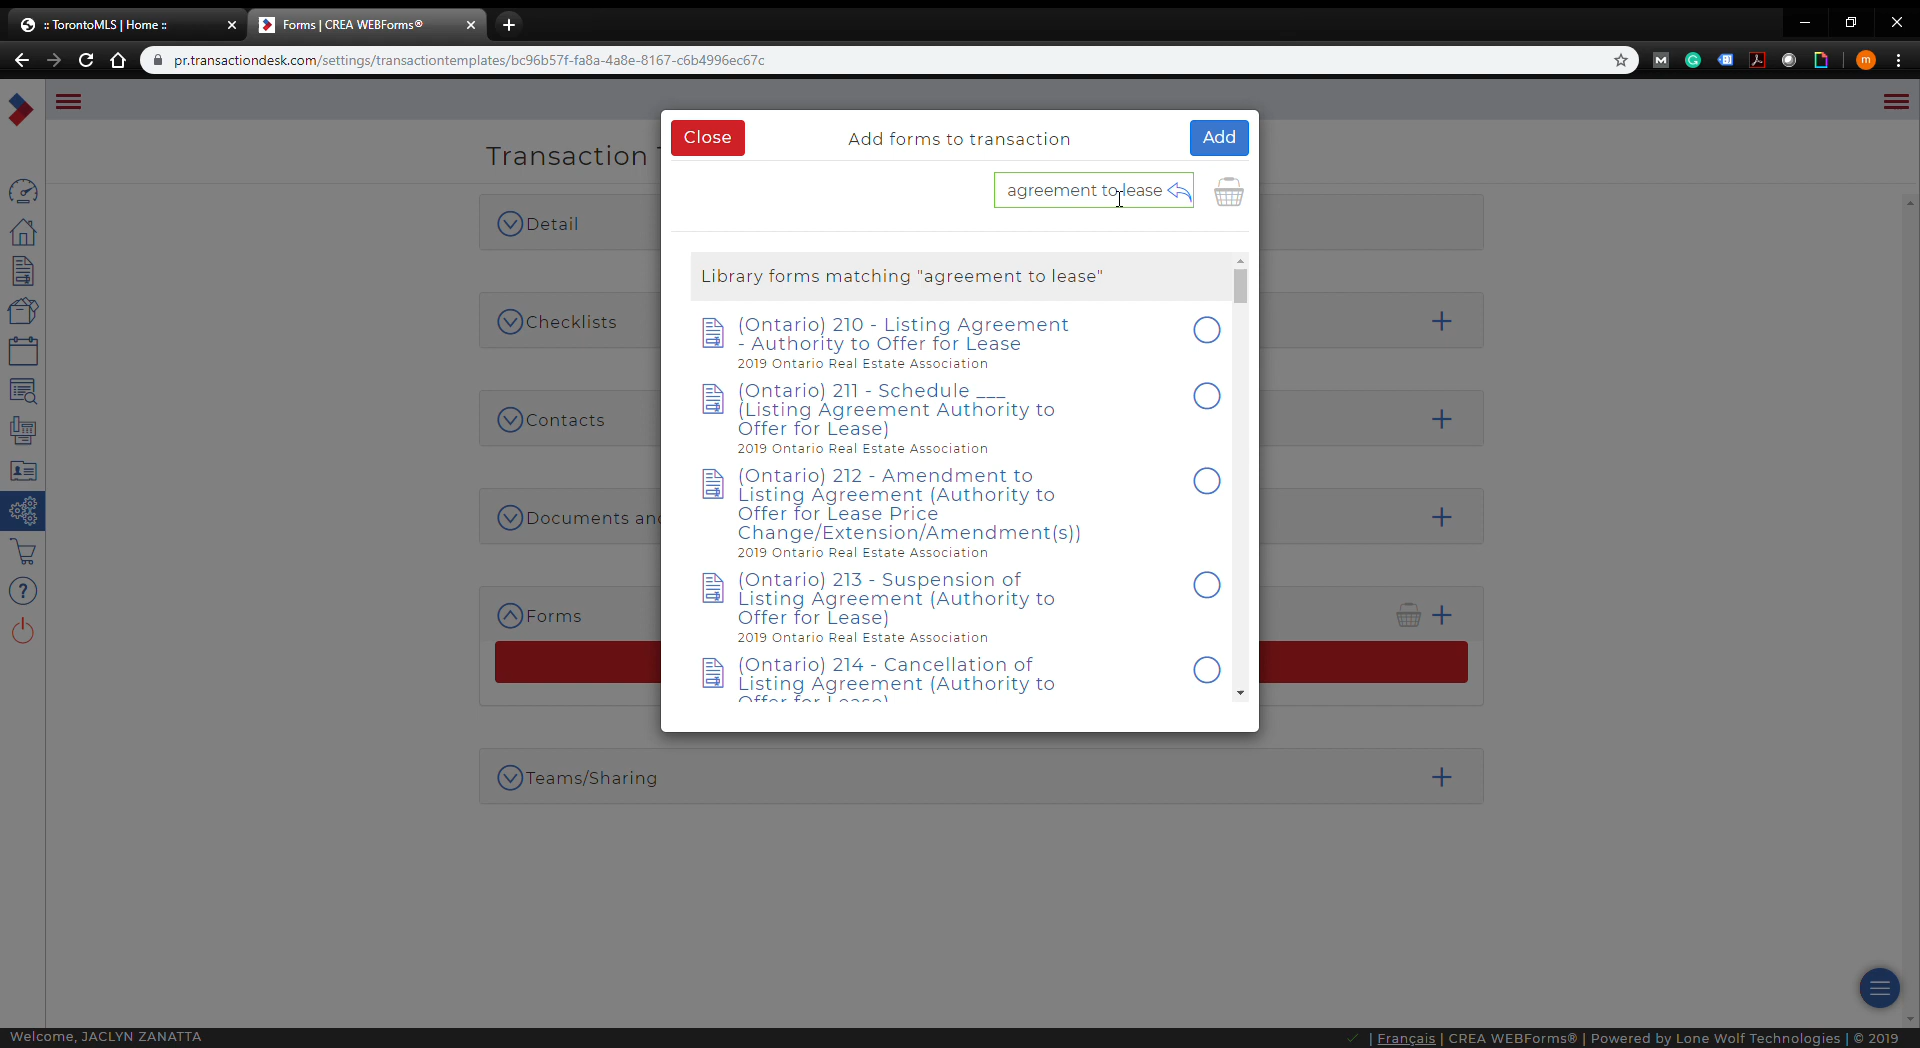 :: TorontoMLS | Home ::
Forms | CREA WEBForms®
pr.transactiondesk.com/settings/transactiontemplates/bc96b57f-fa8a-4a8e-8167-c6b4996ec67c
Transaction
Close
Add forms to transaction
Add
agreement to lease
Library forms matching "agreement to lease"
(Ontario) 210 - Listing Agreement
- Authority to Offer for Lease
2019 Ontario Real Estate Association
(Ontario) 211 - Schedule ___
(Listing Agreement Authority to
Offer for Lease)
2019 Ontario Real Estate Association
(Ontario) 212 - Amendment to
Listing Agreement (Authority to
Offer for Lease Price
Change/Extension/Amendment(s))
2019 Ontario Real Estate Association
(Ontario) 213 - Suspension of
Listing Agreement (Authority to
Offer for Lease)
2019 Ontario Real Estate Association
(Ontario) 214 - Cancellation of
Listing Agreement (Authority to
Offer for Lease)
Detail
Checklists
Contacts
Documents and
Forms
Teams/Sharing
Welcome, JACLYN ZANATTA
| Français | CREA WEBForms® | Powered by Lone Wolf Technologies | © 2019